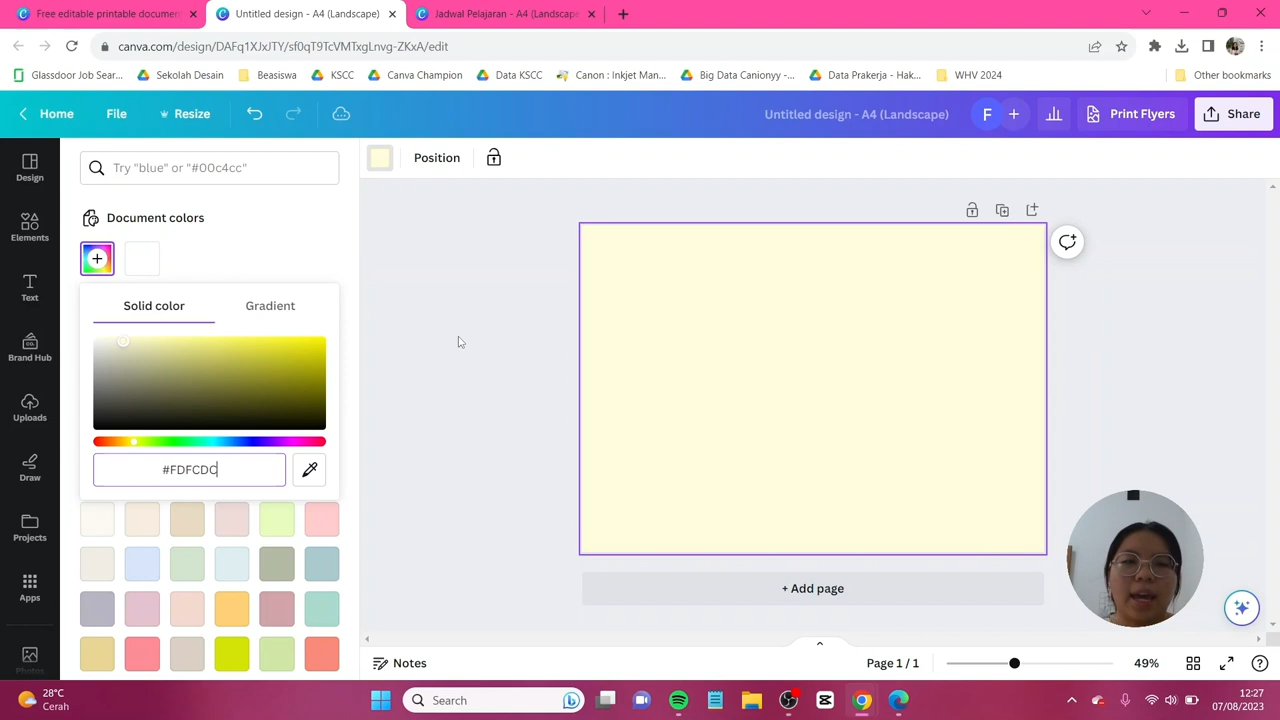 Free editable printable documen
Untitled design - A4 (Landscape)
Jadwal Pelajaran - A4 (Landscape
canva.com/design/DAFq1XJxJTY/sf0qT9TcVMTxgLnvg-ZKxA/edit
Glassdoor Job Sear...
Sekolah Desain
Beasiswa
KSCC
Canva Champion
Data KSCC
Canon : Inkjet Man...
Big Data Canionyy -...
Data Prakerja - Hak...
WHV 2024
Other bookmarks
Home
File
Resize
Untitled design - A4 (Landscape)
F
Print Flyers
Share
Design
Elements
Text
Brand Hub
Uploads
Draw
Projects
Apps
Photos
Try "blue" or "#00c4cc"
Document colors
Solid color
Gradient
#FDFCDC
Position
+ Add page
Notes
Page 1 / 1
49%
28°C
Cerah
Search
12:27
07/08/2023